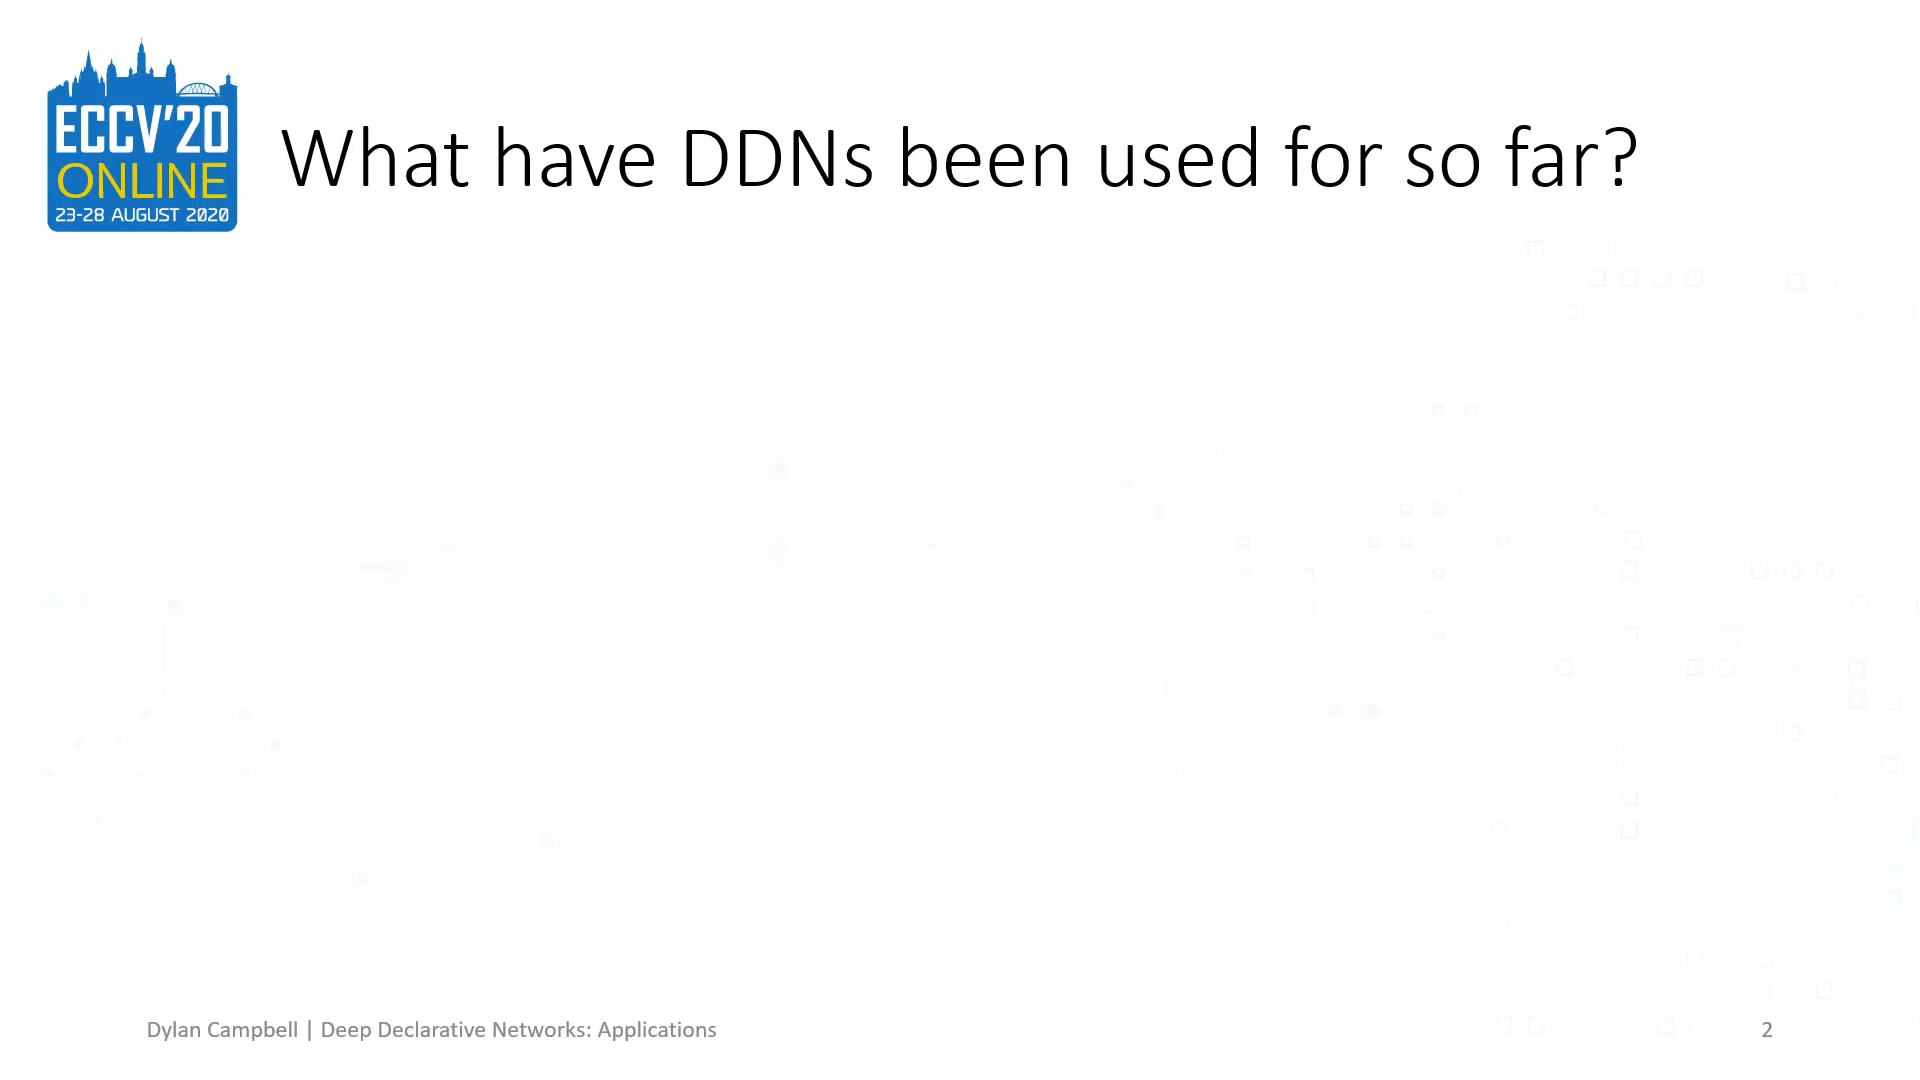 ECCV'20
ONLINE
23-28 AUGUST 2020
What have DDNs been used for so far?
Dylan Campbell | Deep Declarative Networks: Applications
2